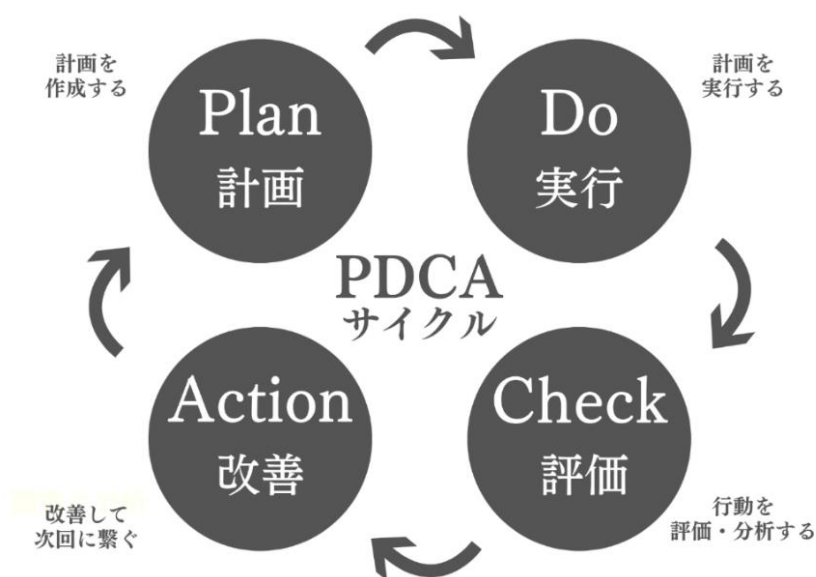 計画を
作成する
Plan
計画
Do
実行
計画を
実行する
PDCA
サイクル
Action
改善
改善して
次回に繋ぐ
Check
評価
行動を
評価・分析する